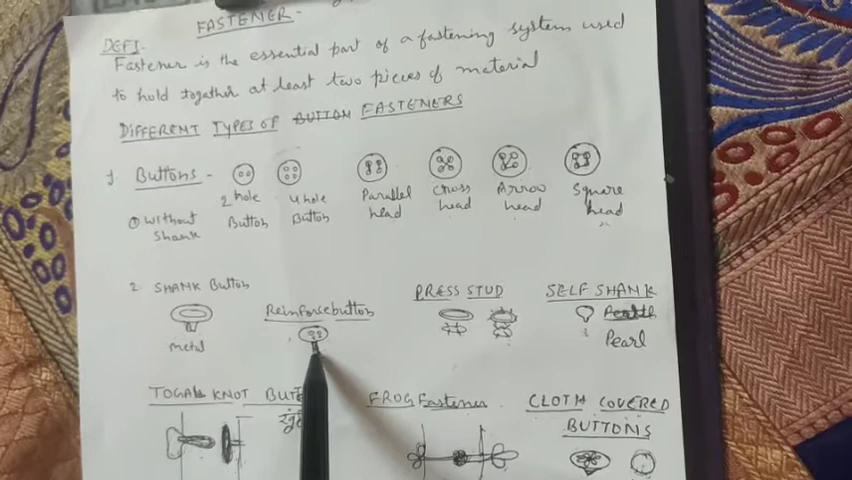 FASTENER -
DEFI-
Fastener is the essential part of a fastening system used
to hold together at least two pieces of material
DIFFERENT TYPES OF BUTTON FASTENERS
1 Buttons -
2 hole Button
4 hole Button
Parallel head
Cross head
Arrow head
Square head
① Without Shank
2 SHANK Button
metal
Reinforsebutton
PRESS STUD
SELF SHANK
Pearl
TOGAL KNOT
FROG Fastener
CLOTH COVERED
BUTTONS